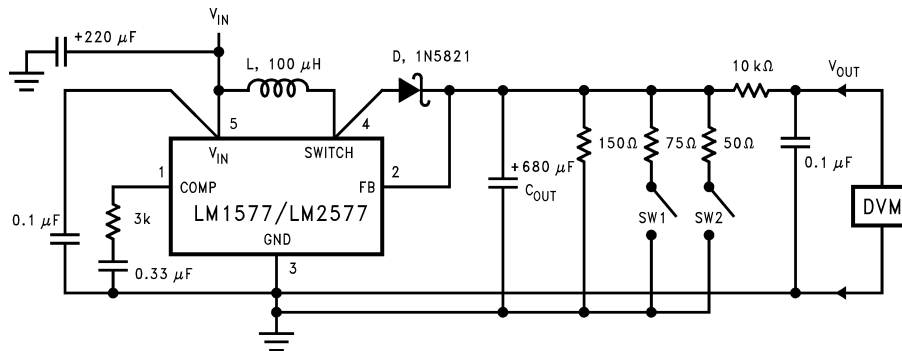 V_IN
+220 μF
L, 100 μH
D, 1N5821
10 kΩ
V_OUT
5
4
V_IN
SWITCH
150Ω
75Ω
50Ω
0.1 μF
1
2
+680 μF
COMP
FB
C_OUT
LM1577/LM2577
DVM
0.1 μF
3k
SW1
SW2
GND
3
0.33 μF